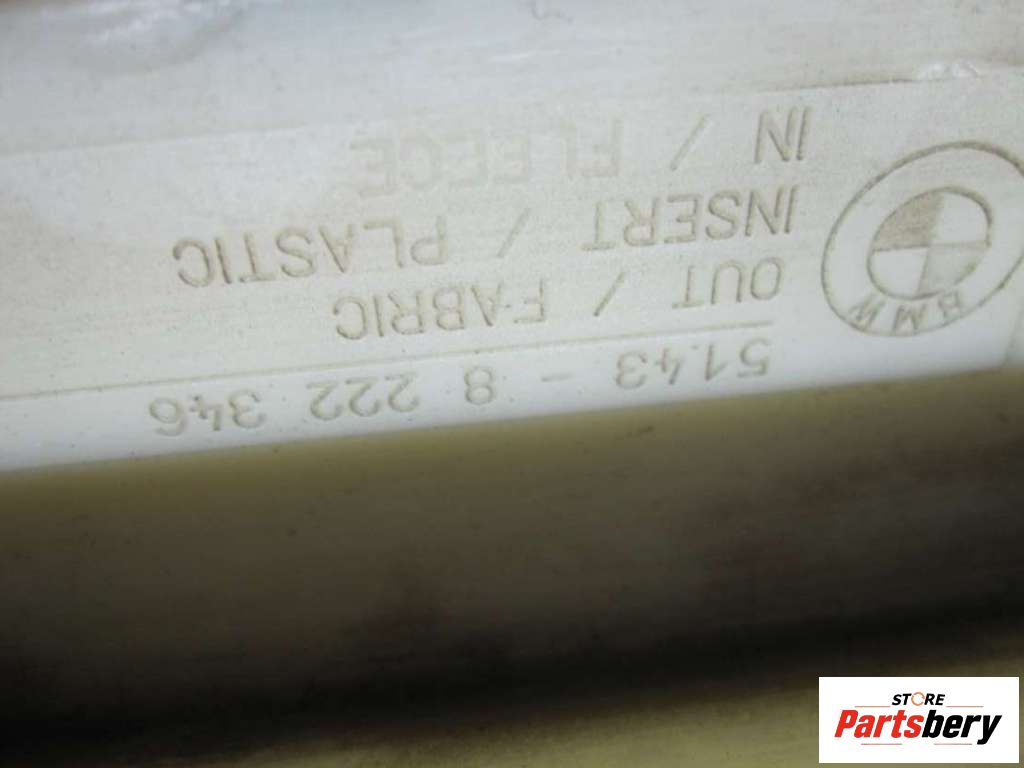 51.43 - 8 222 346
OUT / FABRIC
INSERT / PLASTIC
IN / FLEECE
BMW
STORE
Partsbery